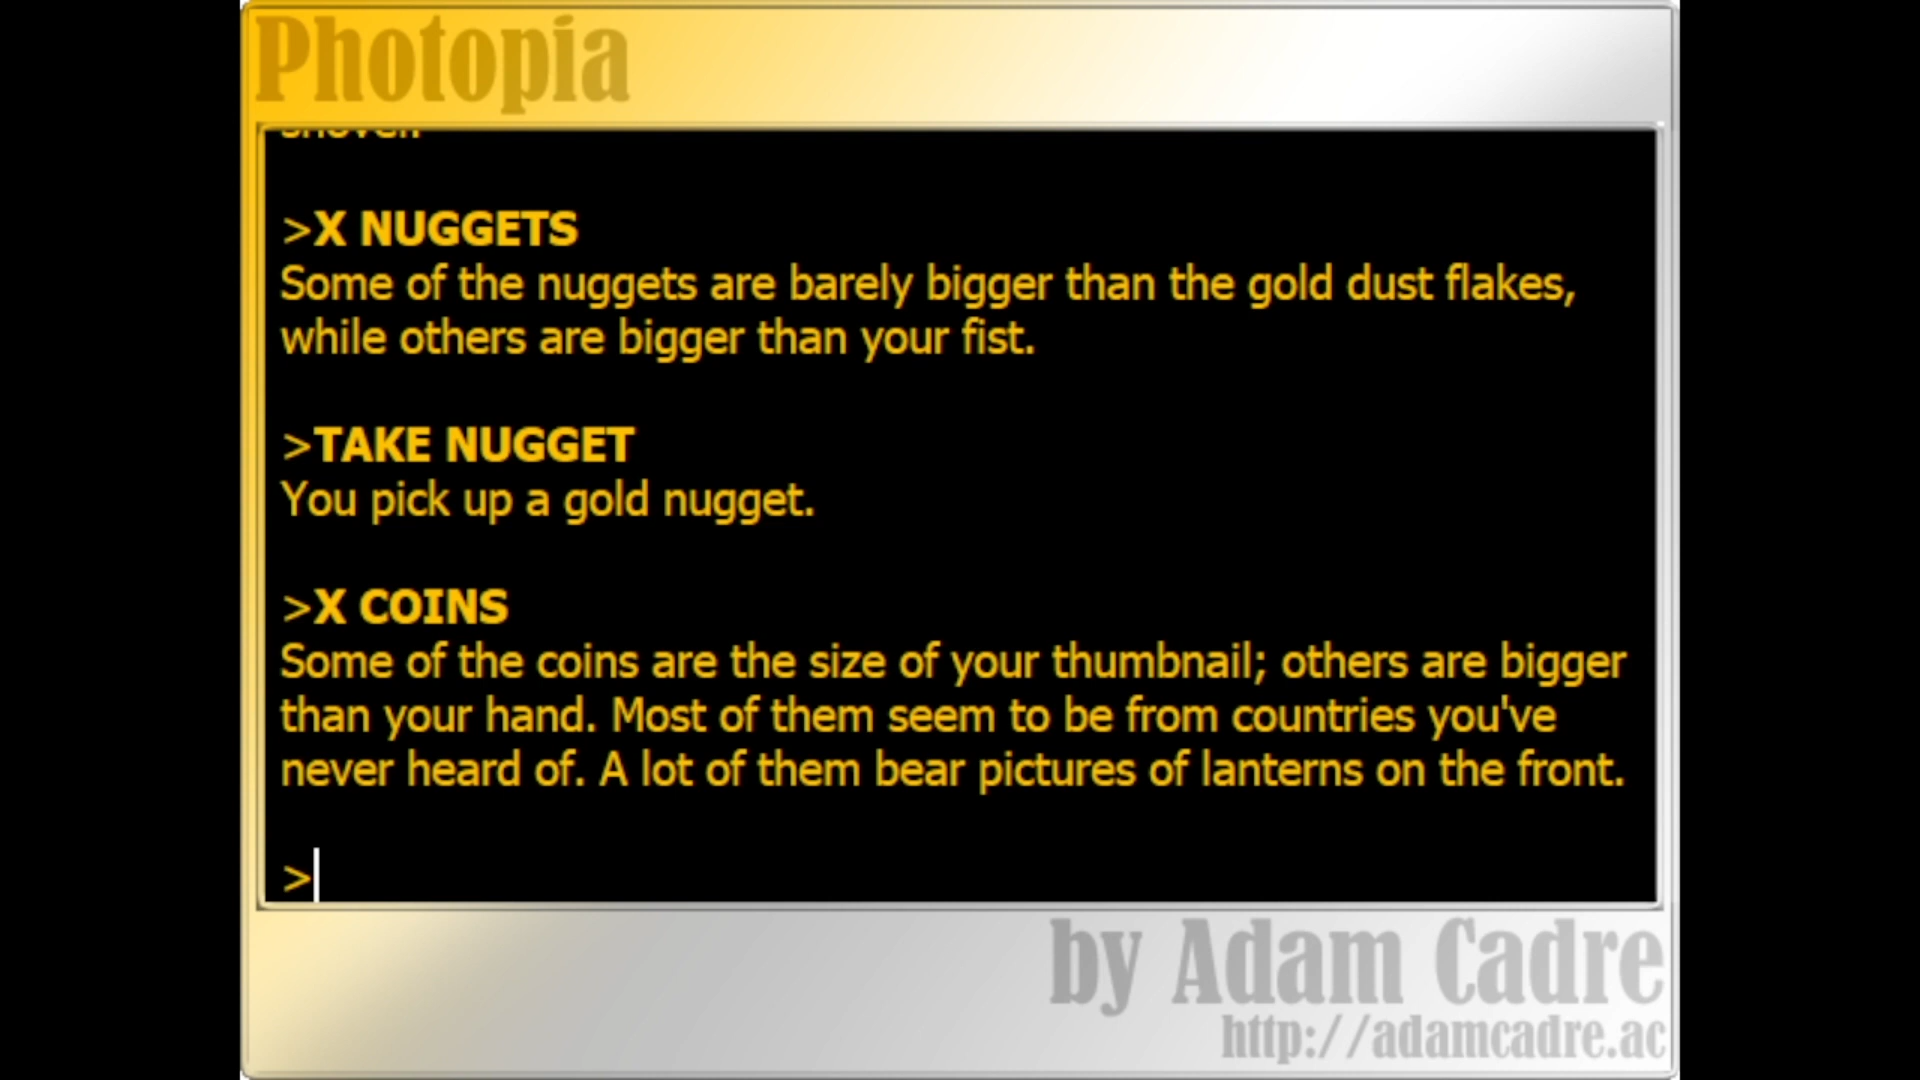 Photopia
>X NUGGETS
Some of the nuggets are barely bigger than the gold dust flakes,
while others are bigger than your fist.
>TAKE NUGGET
You pick up a gold nugget.
>X COINS
Some of the coins are the size of your thumbnail; others are bigger
than your hand. Most of them seem to be from countries you've
never heard of. A lot of them bear pictures of lanterns on the front.
>
by Adam Cadre
http://adamcadre.ac